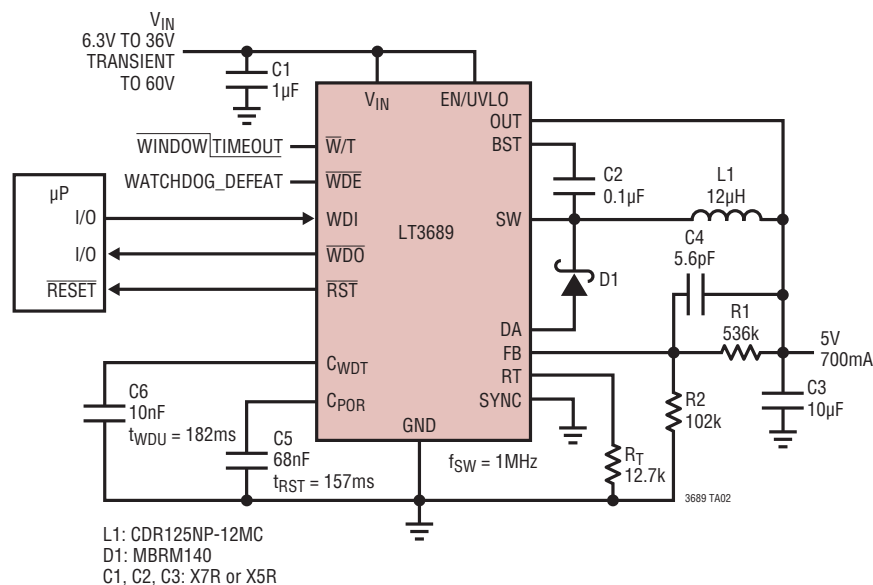 VIN
6.3V TO 36V
TRANSIENT
TO 60V
C1
1µF
VIN
EN/UVLO
OUT
BST
WINDOW TIMEOUT
W/T
WATCHDOG_DEFEAT
WDE
C2
0.1µF
L1
12µH
µP
I/O
WDI
LT3689
SW
C4
5.6pF
I/O
WDO
D1
RESET
RST
R1
536k
DA
FB
5V
700mA
RT
CWDT
SYNC
C6
10nF
tWDU = 182ms
CPOR
R2
102k
C3
10µF
GND
C5
68nF
tRST = 157ms
fSW = 1MHz
RT
12.7k
3689 TA02
L1: CDR125NP-12MC
D1: MBRM140
C1, C2, C3: X7R or X5R